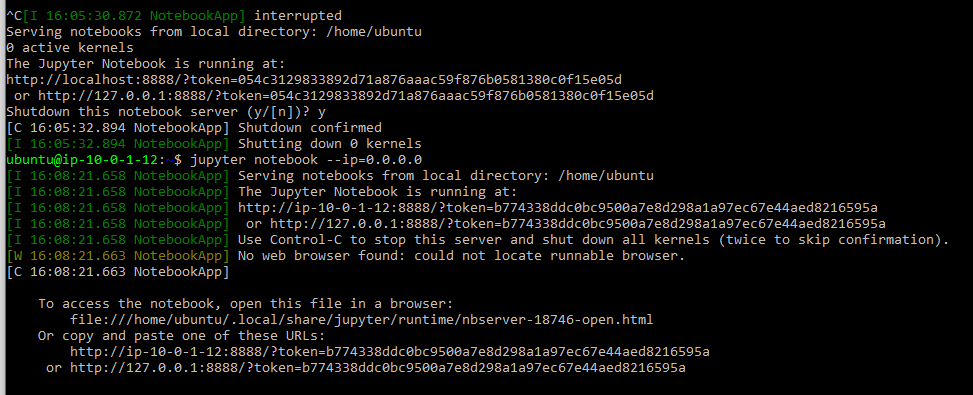 ^C[I 16:05:30.872 NotebookApp] interrupted
Serving notebooks from local directory: /home/ubuntu
0 active kernels
The Jupyter Notebook is running at:
http://localhost:8888/?token=054c3129833892d71a876aaac59f876b0581380c0f15e05d
 or http://127.0.0.1:8888/?token=054c3129833892d71a876aaac59f876b0581380c0f15e05d
Shutdown this notebook server (y/[n])? y
[C 16:05:32.894 NotebookApp] Shutdown confirmed
[I 16:05:32.894 NotebookApp] Shutting down 0 kernels
ubuntu@ip-10-0-1-12:~$ jupyter notebook --ip=0.0.0.0
[I 16:08:21.658 NotebookApp] Serving notebooks from local directory: /home/ubuntu
[I 16:08:21.658 NotebookApp] The Jupyter Notebook is running at:
[I 16:08:21.658 NotebookApp] http://ip-10-0-1-12:8888/?token=b774338ddc0bc9500a7e8d298a1a97ec67e44aed8216595a
[I 16:08:21.658 NotebookApp]  or http://127.0.0.1:8888/?token=b774338ddc0bc9500a7e8d298a1a97ec67e44aed8216595a
[I 16:08:21.658 NotebookApp] Use Control-C to stop this server and shut down all kernels (twice to skip confirmation).
[W 16:08:21.663 NotebookApp] No web browser found: could not locate runnable browser.
[C 16:08:21.663 NotebookApp]
    To access the notebook, open this file in a browser:
        file:///home/ubuntu/.local/share/jupyter/runtime/nbserver-18746-open.html
    Or copy and paste one of these URLs:
        http://ip-10-0-1-12:8888/?token=b774338ddc0bc9500a7e8d298a1a97ec67e44aed8216595a
     or http://127.0.0.1:8888/?token=b774338ddc0bc9500a7e8d298a1a97ec67e44aed8216595a